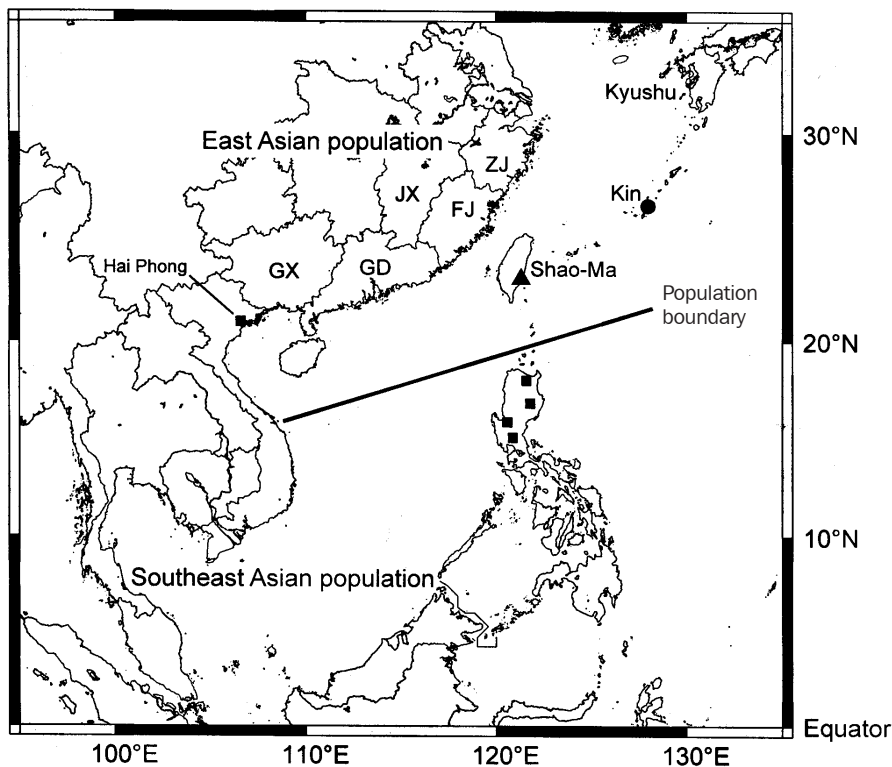 Kyushu
30°N
East Asian population
ZJ
JX
Kin
FJ
Hai Phong
GX
GD
Shao-Ma
Population
boundary
20°N
10°N
Southeast Asian population
Equator
100°E
110°E
120°E
130°E